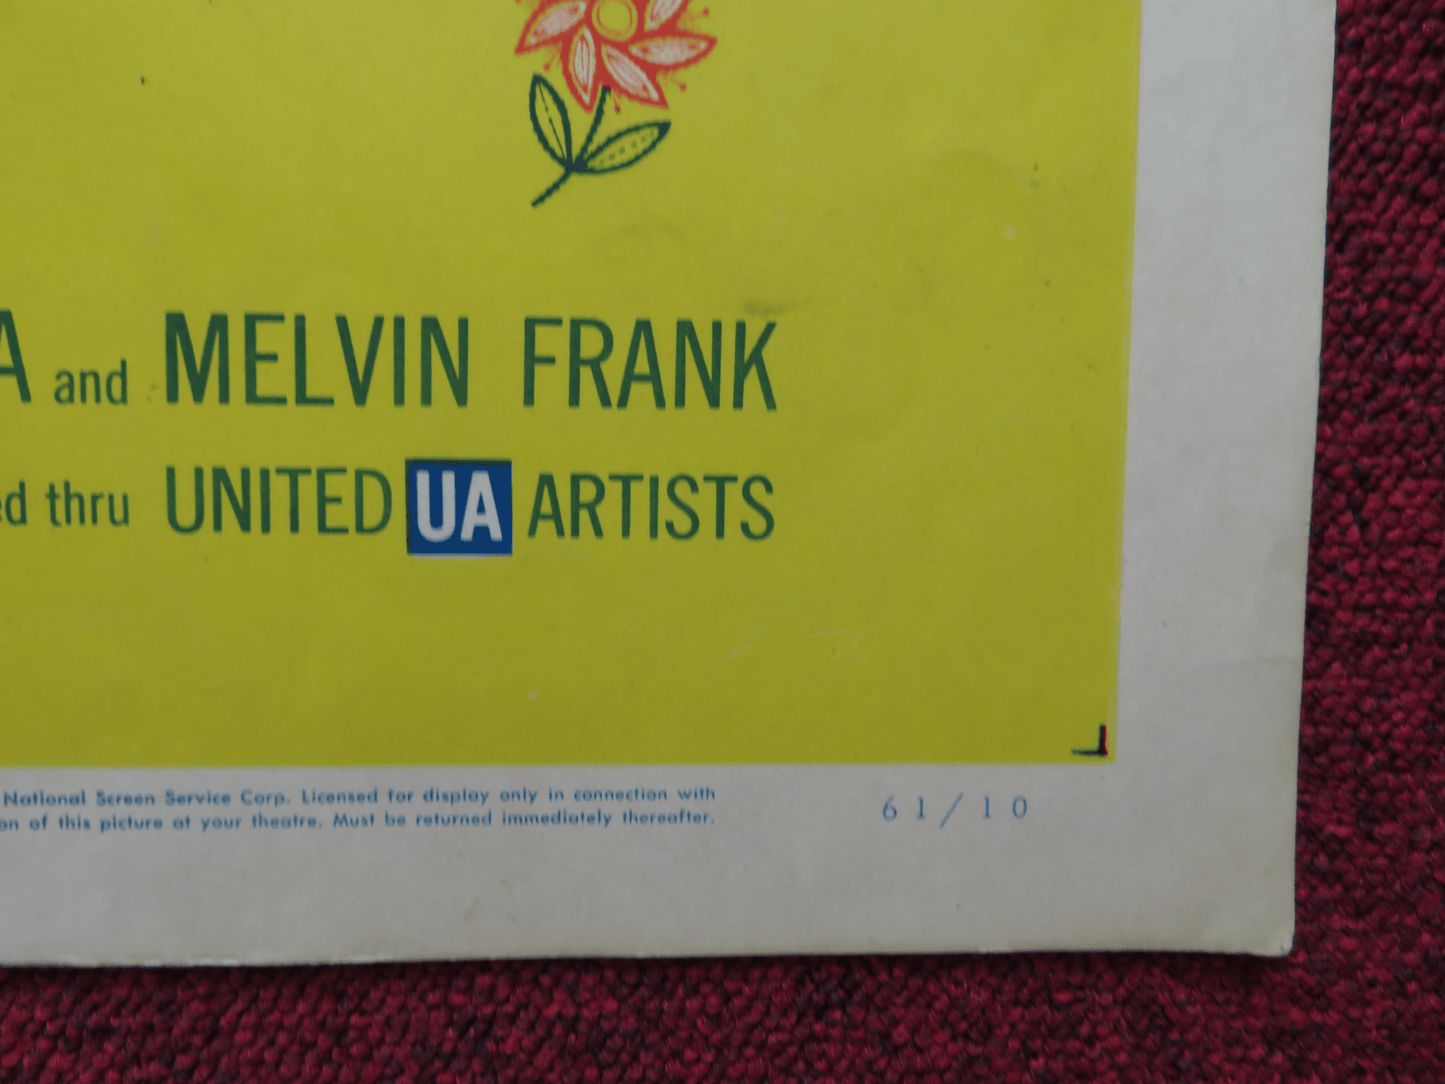 A and MELVIN FRANK
ed thru UNITED UA ARTISTS
National Screen Service Corp. Licensed for display only in connection with
on of this picture at your theatre. Must be returned immediately thereafter.
61/10